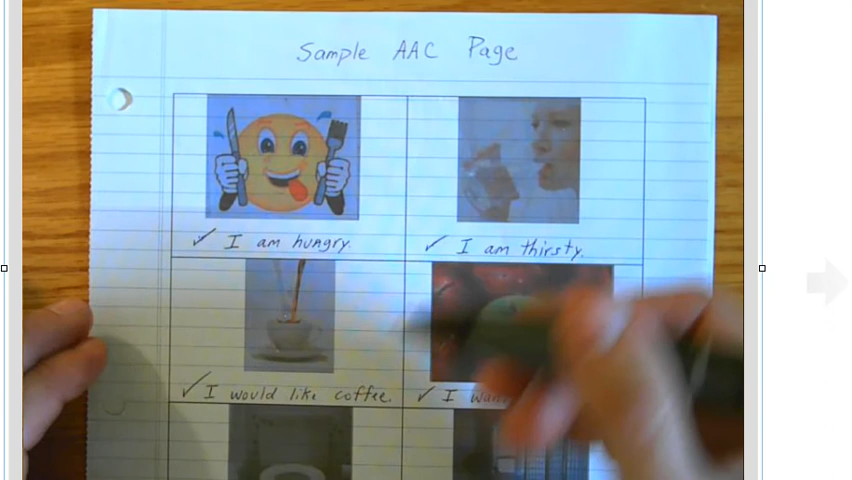 Sample AAC Page
✓ I am hungry.
✓ I am thirsty.
✓ I would like coffee.
✓ I